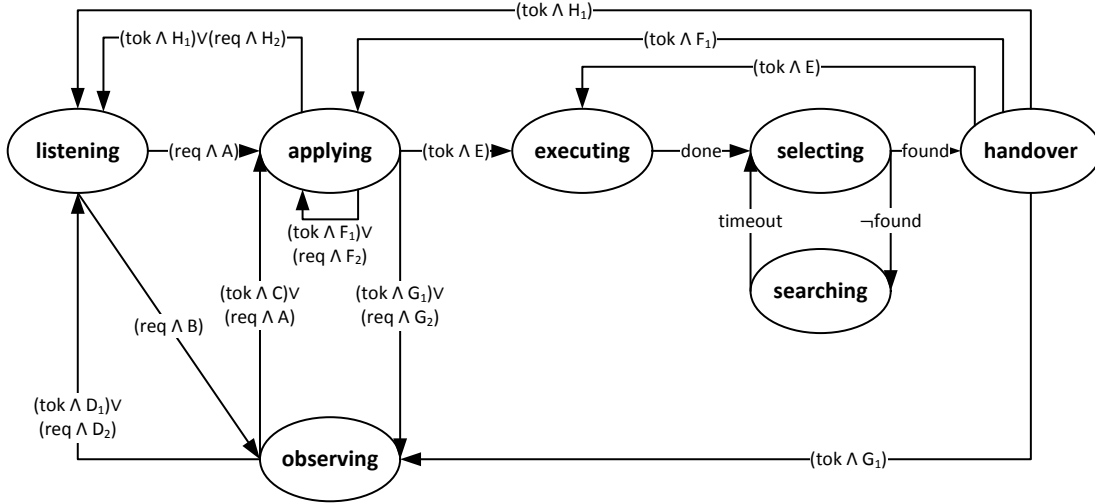 (tok Λ H₁)
(tok Λ H₁)V(req Λ H₂)
(tok Λ F₁)
(tok Λ E)
listening
(req Λ A)
applying
(tok Λ E)
executing
done
selecting
found
handover
(tok Λ F₁)V
(req Λ F₂)
timeout
¬found
searching
(tok Λ C)V
(req Λ A)
(tok Λ G₁)V
(req Λ G₂)
(req Λ B)
(tok Λ D₁)V
(req Λ D₂)
observing
(tok Λ G₁)